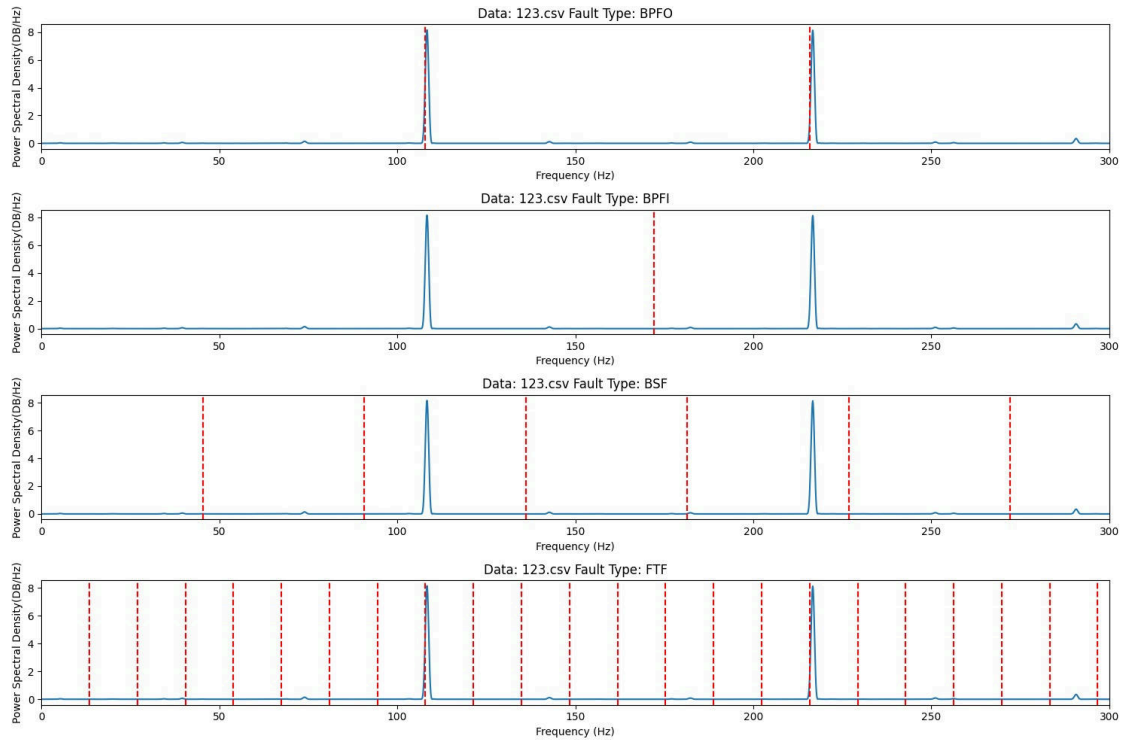 Data: 123.csv Fault Type: BPFO
Power Spectral Density(DB/Hz)
8
6
4
2
0
0 50 100 150 200 250 300
Frequency (Hz)
Data: 123.csv Fault Type: BPFI
Power Spectral Density(DB/Hz)
8
6
4
2
0
0 50 100 150 200 250 300
Frequency (Hz)
Data: 123.csv Fault Type: BSF
Power Spectral Density(DB/Hz)
8
6
4
2
0
0 50 100 150 200 250 300
Frequency (Hz)
Data: 123.csv Fault Type: FTF
Power Spectral Density(DB/Hz)
8
6
4
2
0
0 50 100 150 200 250 300
Frequency (Hz)